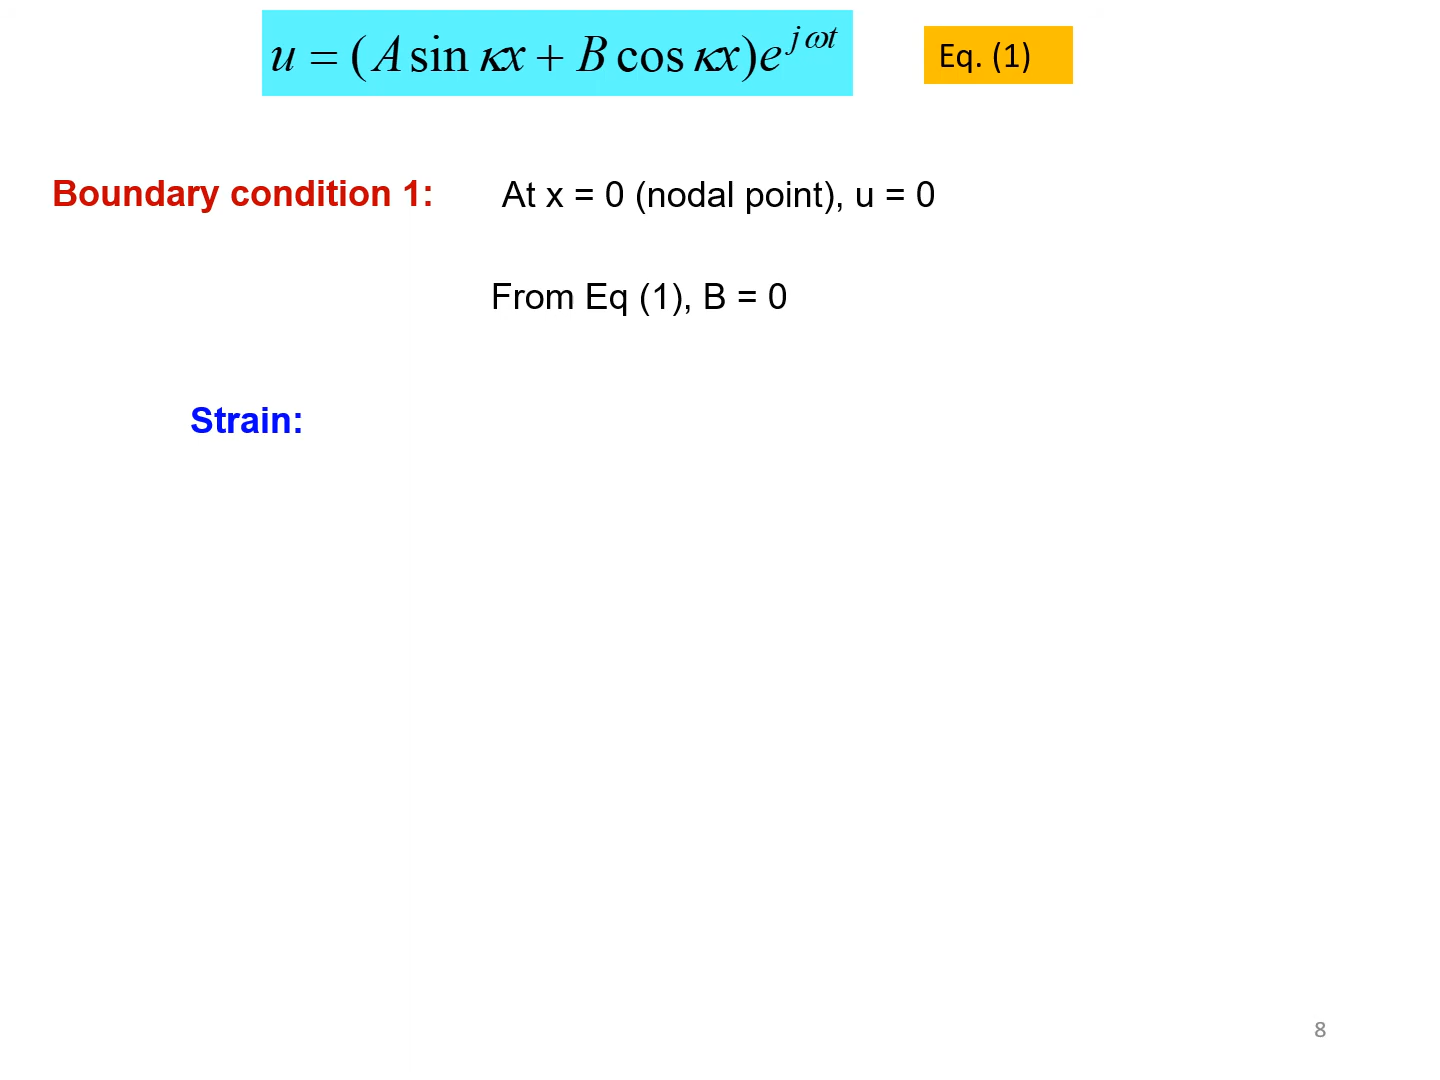 u = (A sin κx + B cos κx)e^{jωt}
Eq. (1)
Boundary condition 1: At x = 0 (nodal point), u = 0
From Eq (1), B = 0
Strain:
8